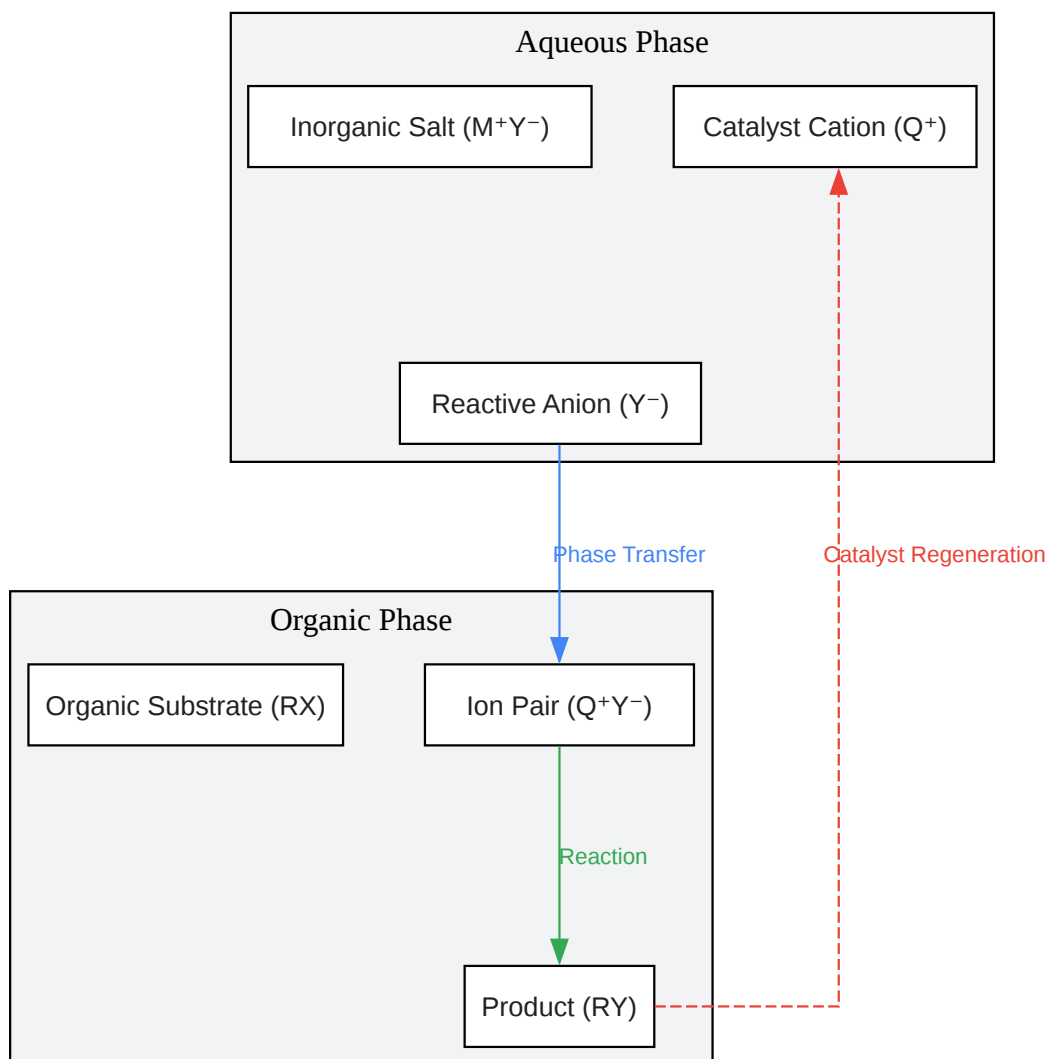 Aqueous Phase
Inorganic Salt (M⁺Y⁻)
Catalyst Cation (Q⁺)
Reactive Anion (Y⁻)
Phase Transfer
Catalyst Regeneration
Organic Phase
Organic Substrate (RX)
Ion Pair (Q⁺Y⁻)
Reaction
Product (RY)